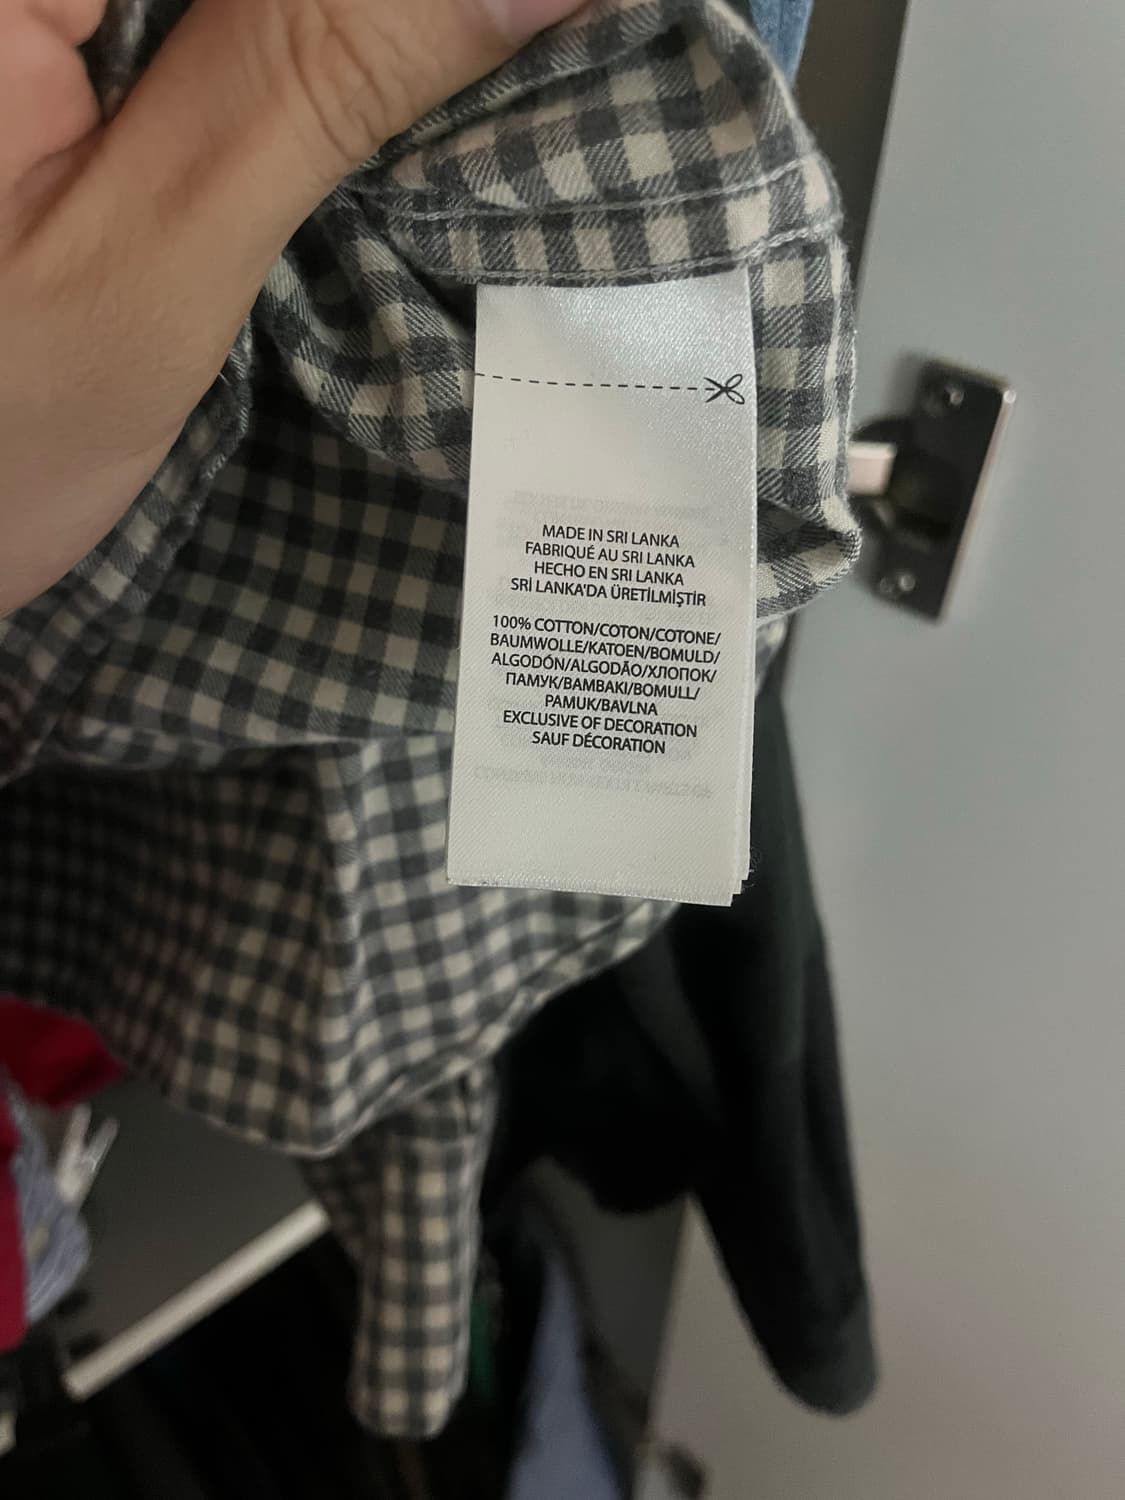 MADE IN SRI LANKA
FABRIQUÉ AU SRI LANKA
HECHO EN SRI LANKA
SRİ LANKA'DA ÜRETİLMİŞTİR
100% COTTON/COTON/COTONE/
BAUMWOLLE/KATOEN/BOMULD/
ALGODÓN/ALGODÃO/ХЛОПОК/
ПАМУК/BAMBAKI/BOMULL/
PAMUK/BAVLNA
EXCLUSIVE OF DECORATION
SAUF DÉCORATION